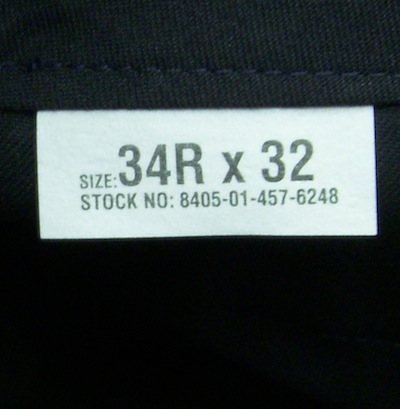 SIZE: 34R x 32
STOCK NO: 8405-01-457-6248